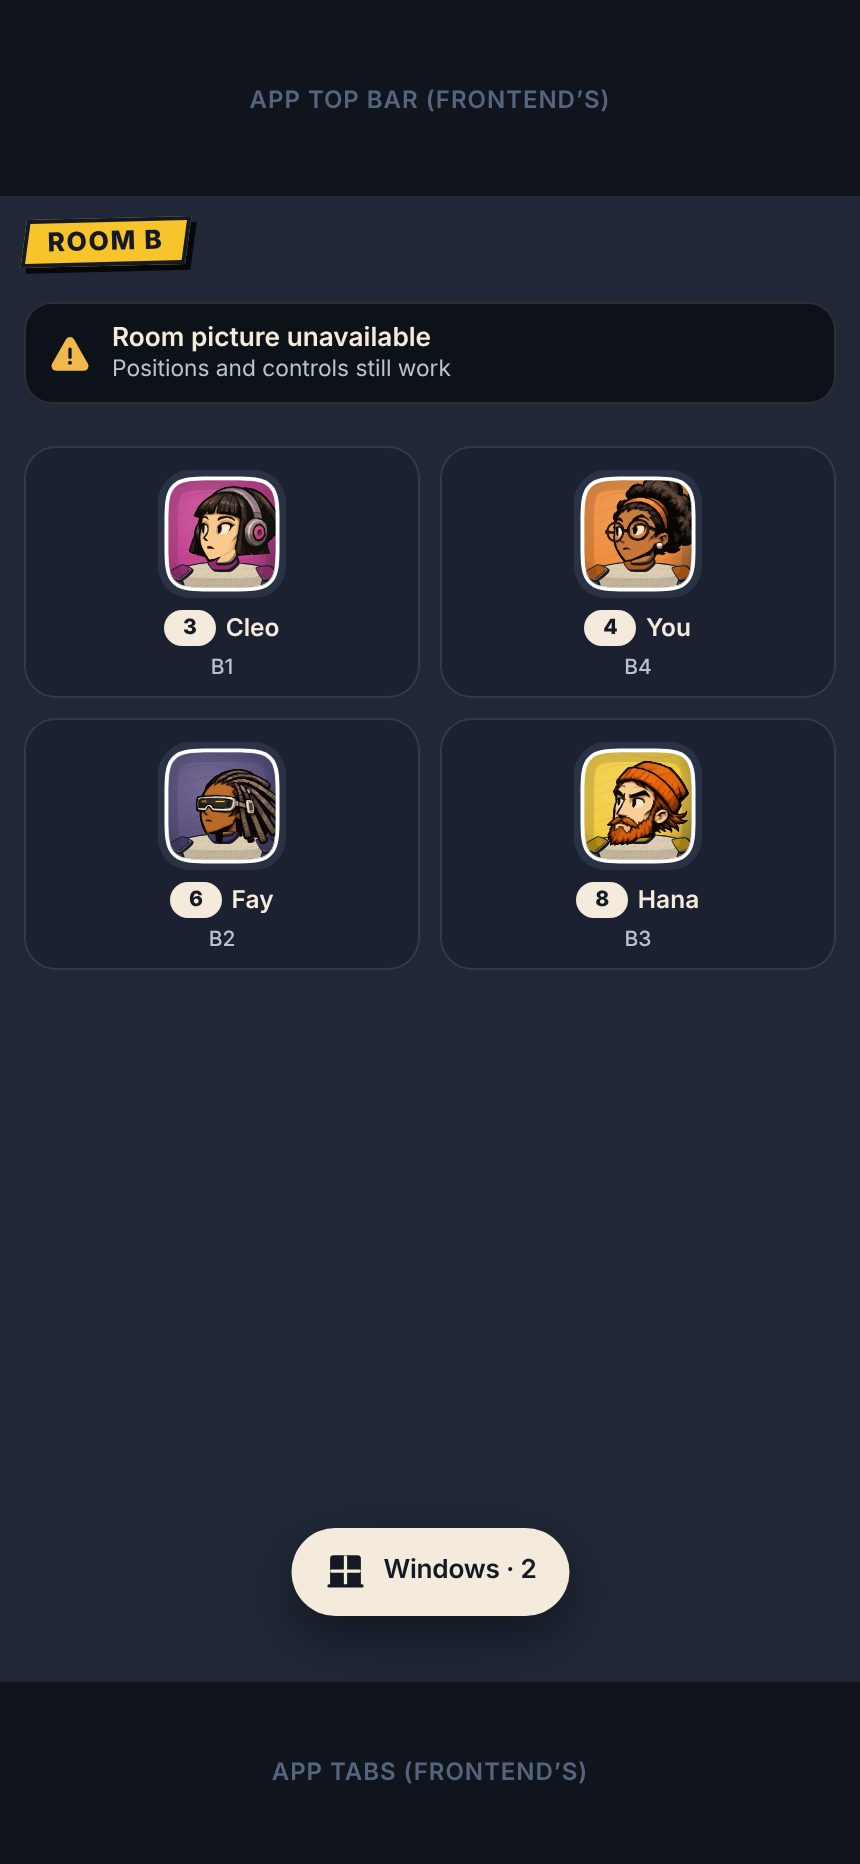 APP TOP BAR (FRONTEND’S)
ROOM B
Room picture unavailable
Positions and controls still work
3 Cleo
B1
4 You
B4
6 Fay
B2
8 Hana
B3
Windows · 2
APP TABS (FRONTEND’S)